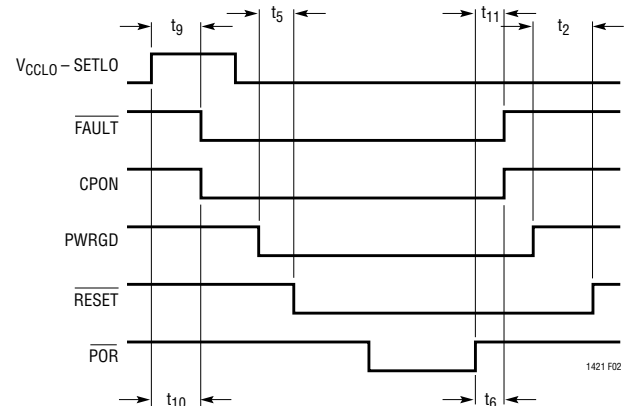 t9 t5 t11 t2
VCCLO – SETLO
FAULT
CPON
PWRGD
RESET
POR
1421 F02
t10 t6